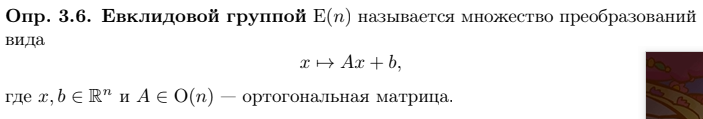 Опр. 3.6. Евклидовой группой E(n) называется множество преобразований
вида
x ↦ Ax + b,
где x, b ∈ ℝⁿ и A ∈ O(n) — ортогональная матрица.